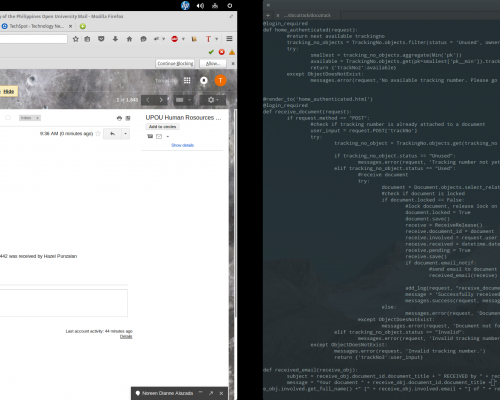 y of the Philippines Open University Mail - Mozilla Firefox
TechSpot - Technology Ne...
Continue Blocking
Allow...
Hide
1 of 1,643
Inbox
9:36 AM (0 minutes ago)
UPOU Human Rosources ...
Add to circles
Show details
442 was received by Hazel Punzalan
Last account activity: 44 minutes ago
Details
Noreen Dianne Alazada
@login_required
def home_authenticated(request):
#return next available trackingno
tracking_no_objects = TrackingNo.objects.filter(status = 'Unused', owner
try:
smallest = tracking_no_objects.aggregate(Min('pk'))
available = tracking_no_objects.get(pk=smallest['pk__min']).track
return {'trackNo2':available}
except ObjectDoesNotExist:
messages.error(request,'No available tracking number. Please go
@render_to('home_authenticated.html')
@login_required
def receive_document(request):
if request.method == "POST":
#check if tracking number is already attached to a document
user_input = request.POST['trackNo']
try:
tracking_no_object = TrackingNo.objects.get(tracking_no
if tracking_no_object.status == "Unused":
messages.error(request, 'Tracking number not yet
elif tracking_no_object.status == "Used":
#receive document
try:
document = Document.objects.select_relat
#check if document is locked
if document.locked == False:
#lock document, release lock on
document.locked = True
document.save()
receive = ReceiveRelease()
receive.document_id = document
receive.involved = request.user
receive.received = datetime.date
receive.pending = True
receive.save()
if document.email_notif:
#send email to document
received_email(receive)
add_log(request, "receive_docume
message = 'Successfully received
messages.success(request, messag
else:
messages.error(request, 'Document
except ObjectDoesNotExist:
messages.error(request, 'Document not fo
elif tracking_no_object.status == "Invalid":
messages.error(request, 'Invalid tracking number
except ObjectDoesNotExist:
messages.error(request, 'Invalid tracking number.')
return {'trackNo':user_input}
def received_email(receive_obj):
subject = receive_obj.document_id.document_title + " RECEIVED by " + rec
message = "Your document " + receive_obj.document_id.document_title +
e_obj.involved.get_full_name() +" [" + receive_obj.involved.email + "] of " + re